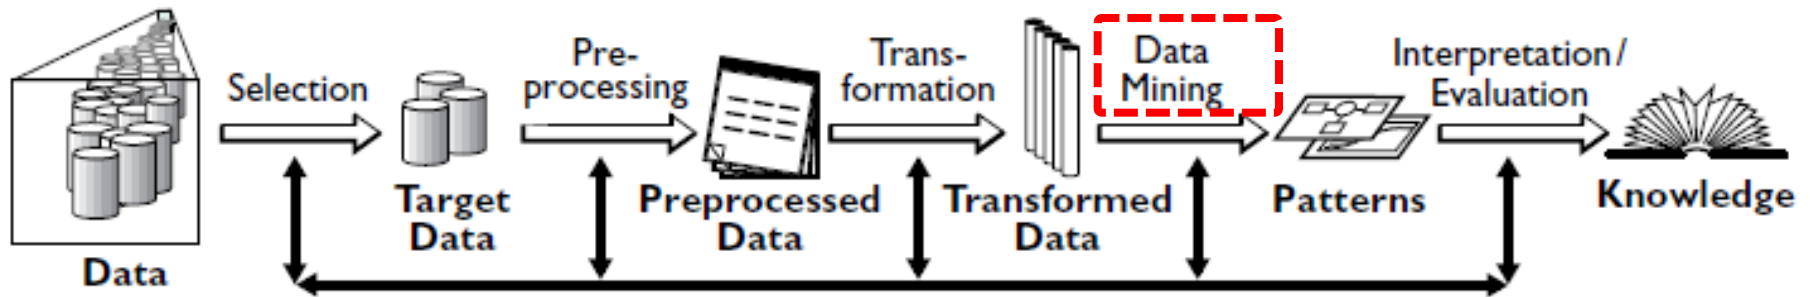 Data
Selection
Target
Data
Pre-
processing
Preprocessed
Data
Trans-
formation
Transformed
Data
Data
Mining
Patterns
Interpretation/
Evaluation
Knowledge